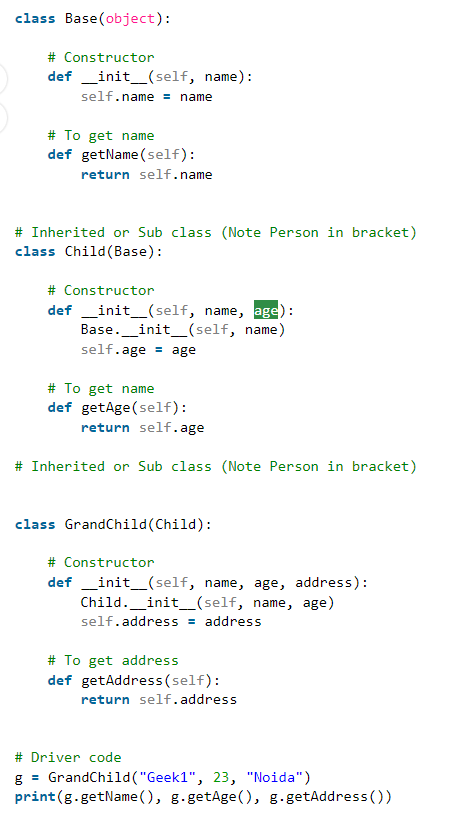 class Base(object):
    # Constructor
    def __init__(self, name):
        self.name = name
    # To get name
    def getName(self):
        return self.name
# Inherited or Sub class (Note Person in bracket)
class Child(Base):
    # Constructor
    def __init__(self, name, age):
        Base.__init__(self, name)
        self.age = age
    # To get name
    def getAge(self):
        return self.age
# Inherited or Sub class (Note Person in bracket)
class GrandChild(Child):
    # Constructor
    def __init__(self, name, age, address):
        Child.__init__(self, name, age)
        self.address = address
    # To get address
    def getAddress(self):
        return self.address
# Driver code
g = GrandChild("Geek1", 23, "Noida")
print(g.getName(), g.getAge(), g.getAddress())